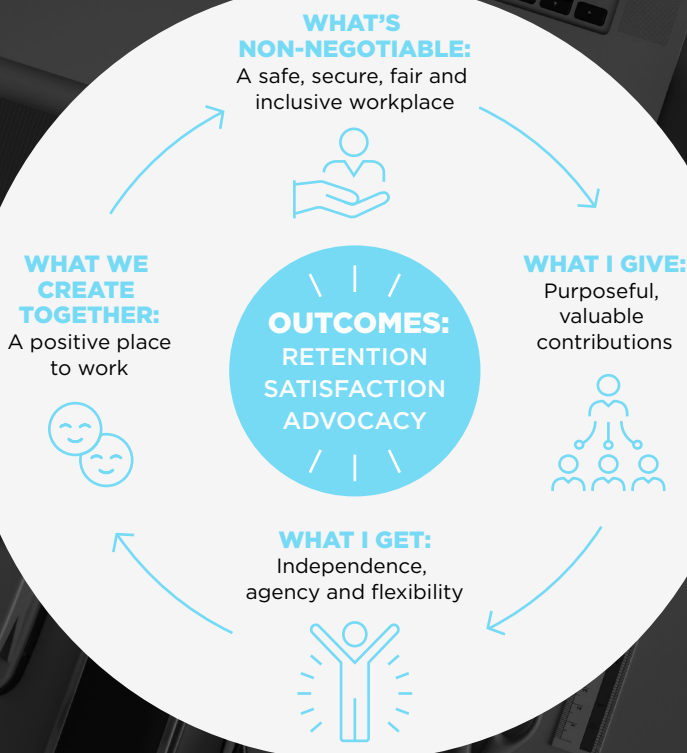 WHAT'S
NON-NEGOTIABLE:
A safe, secure, fair and
inclusive workplace
WHAT I GIVE:
Purposeful,
valuable
contributions
WHAT I GET:
Independence,
agency and flexibility
WHAT WE
CREATE
TOGETHER:
A positive place
to work
OUTCOMES:
RETENTION
SATISFACTION
ADVOCACY